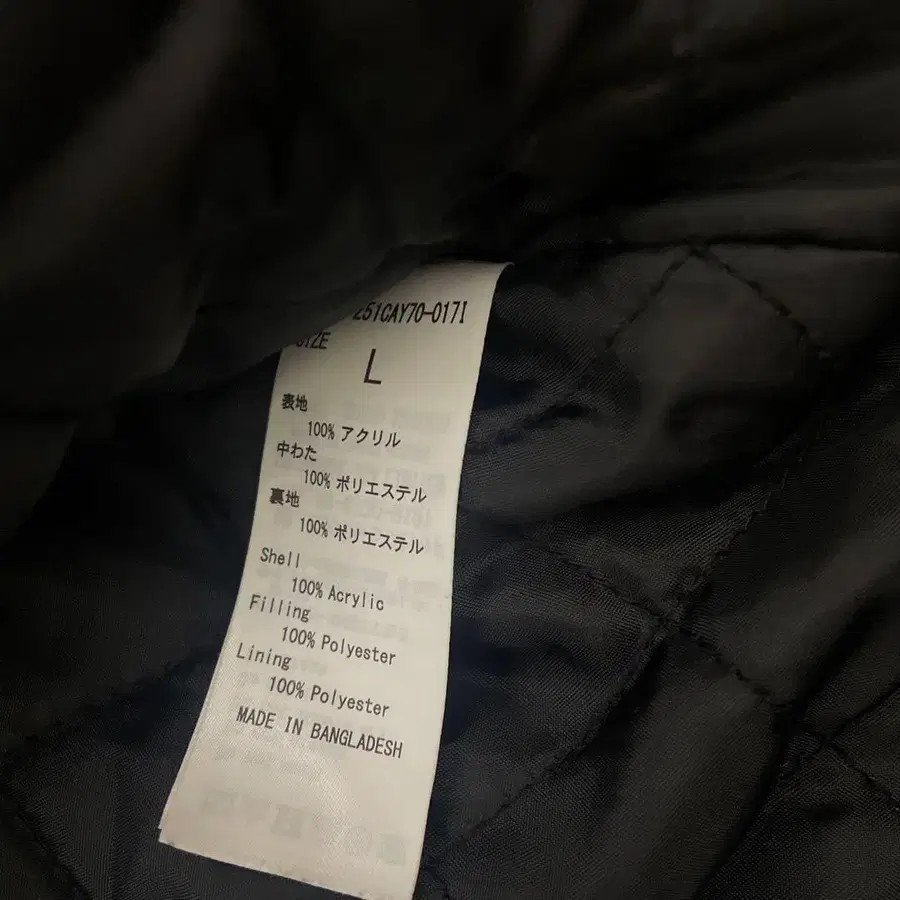 251CAY70-017I
SIZE
L
表地
100% アクリル
中わた
100% ポリエステル
裏地
100% ポリエステル
Shell
100% Acrylic
Filling
100% Polyester
Lining
100% Polyester
MADE IN BANGLADESH